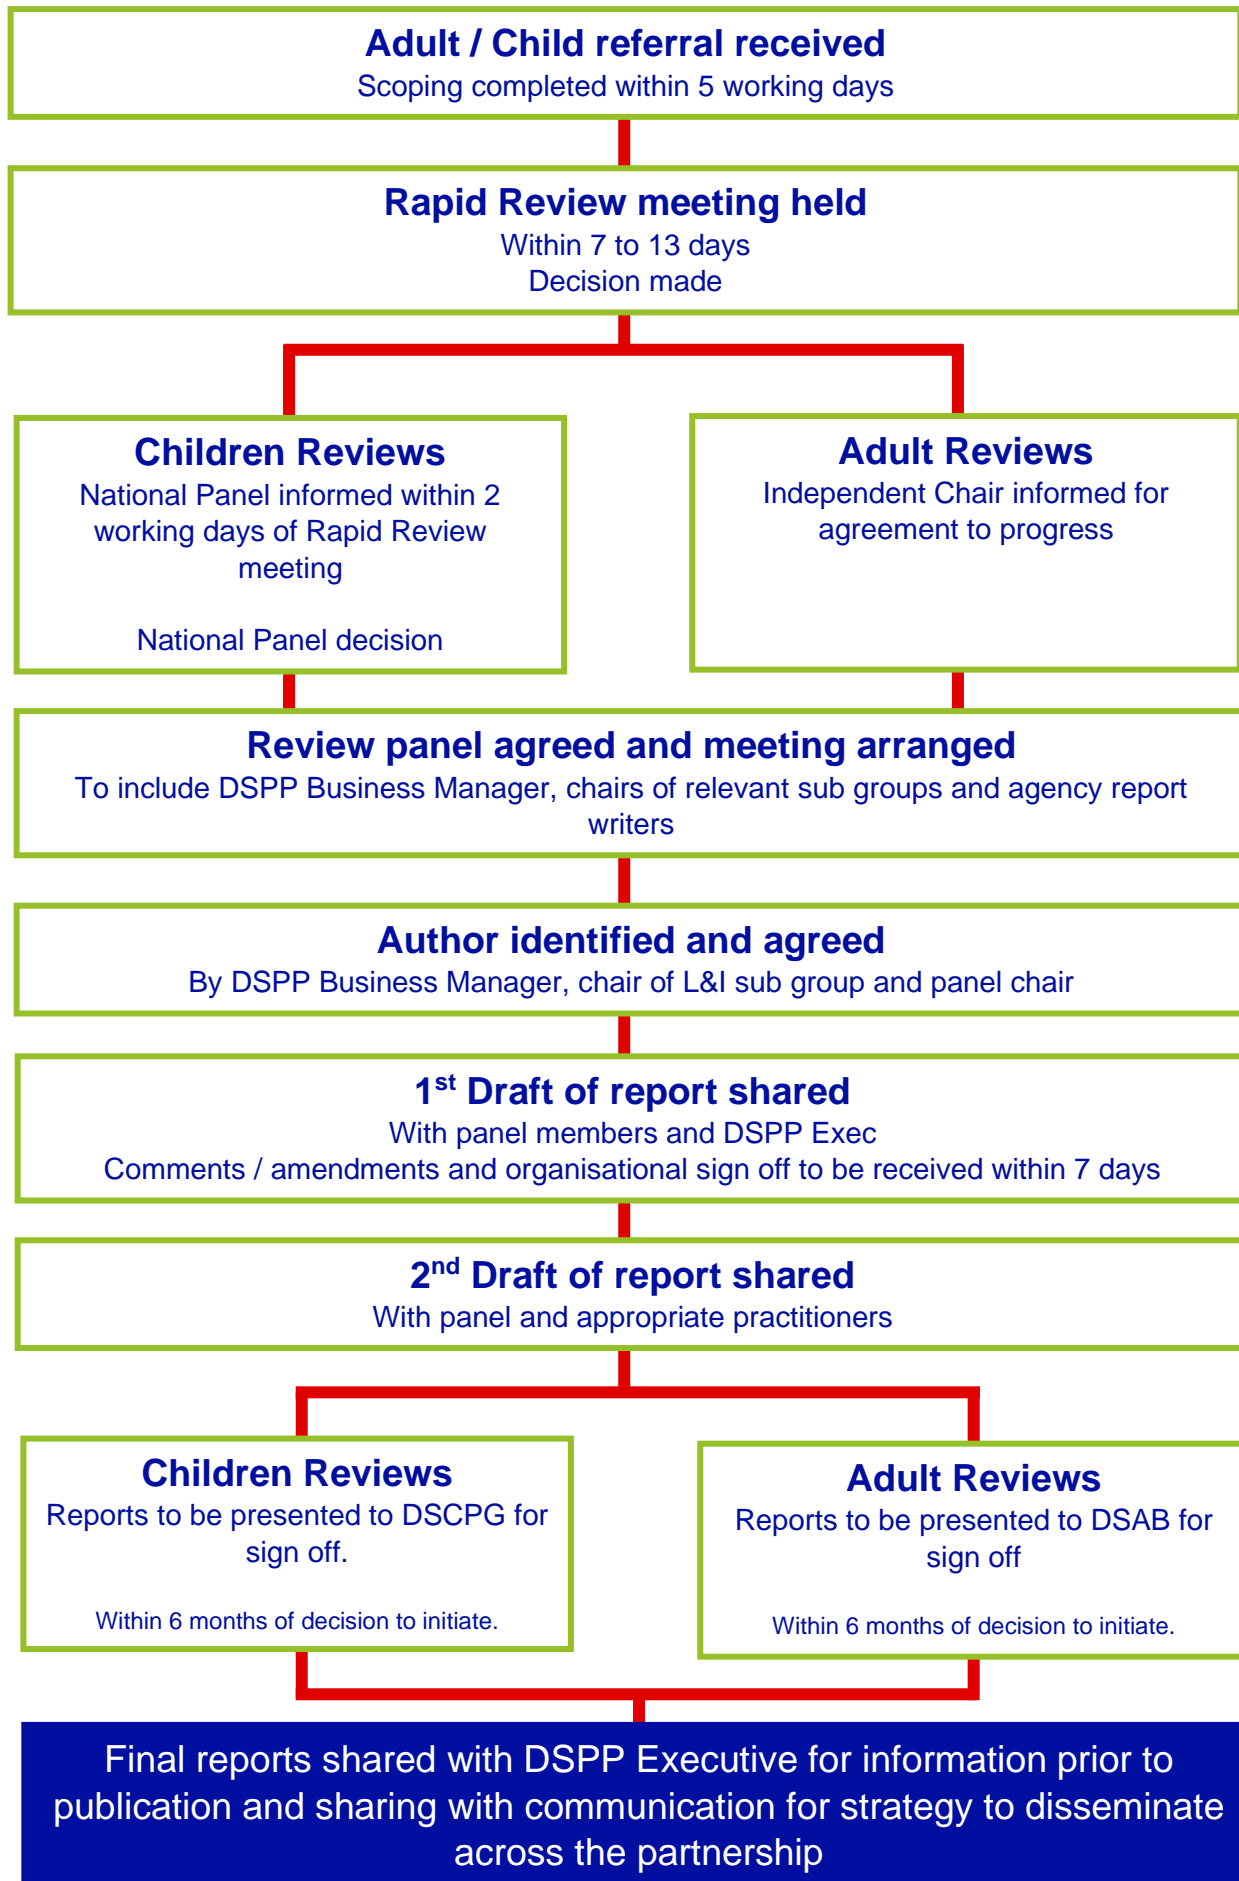 Adult / Child referral received
Scoping completed within 5 working days
Rapid Review meeting held
Within 7 to 13 days
Decision made
Children Reviews
National Panel informed within 2
working days of Rapid Review
meeting
National Panel decision
Adult Reviews
Independent Chair informed for
agreement to progress
Review panel agreed and meeting arranged
To include DSPP Business Manager, chairs of relevant sub groups and agency report
writers
Author identified and agreed
By DSPP Business Manager, chair of L&I sub group and panel chair
1st Draft of report shared
With panel members and DSPP Exec
Comments / amendments and organisational sign off to be received within 7 days
2nd Draft of report shared
With panel and appropriate practitioners
Children Reviews
Reports to be presented to DSCPG for
sign off.
Within 6 months of decision to initiate.
Adult Reviews
Reports to be presented to DSAB for
sign off
Within 6 months of decision to initiate.
Final reports shared with DSPP Executive for information prior to
publication and sharing with communication for strategy to disseminate
across the partnership